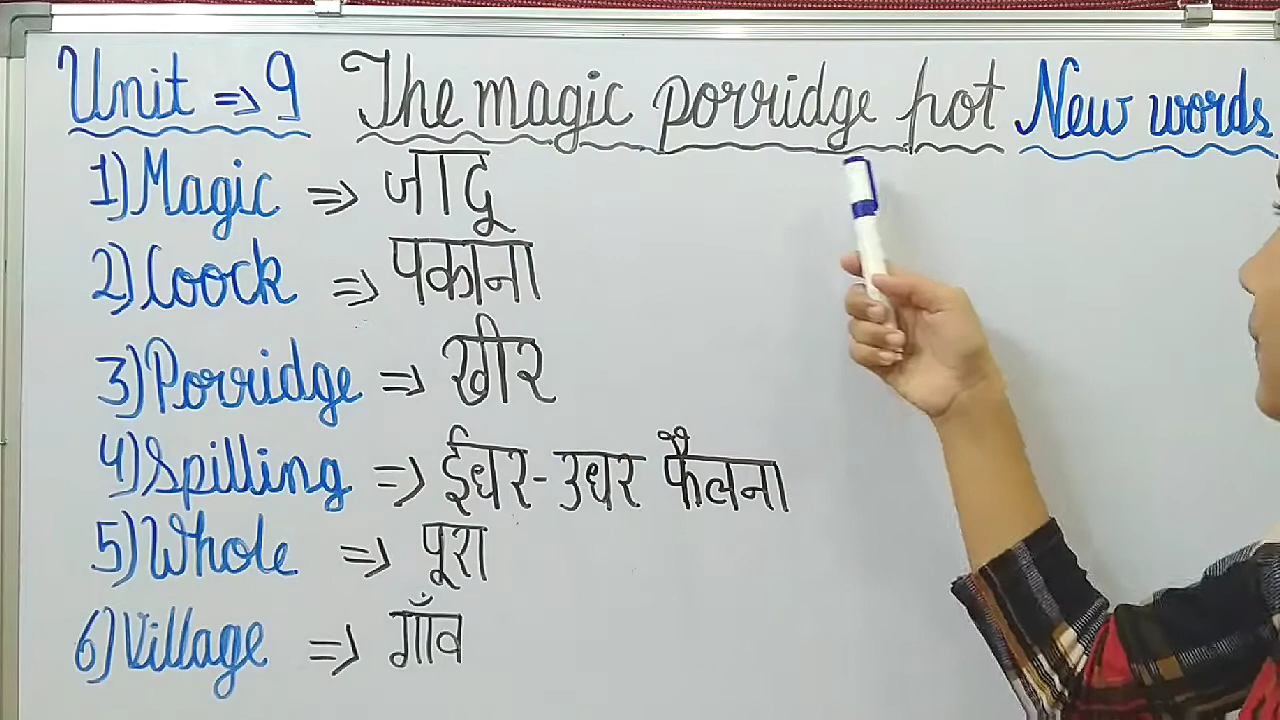 Unit ⇒ 9 The magic porridge pot New words
1) Magic ⇒ जादू
2) Coock ⇒ पकाना
3) Porridge ⇒ खीर
4) Spilling ⇒ ईधर-उधर फैलना
5) Whole ⇒ पूरा
6) Village ⇒ गाँव